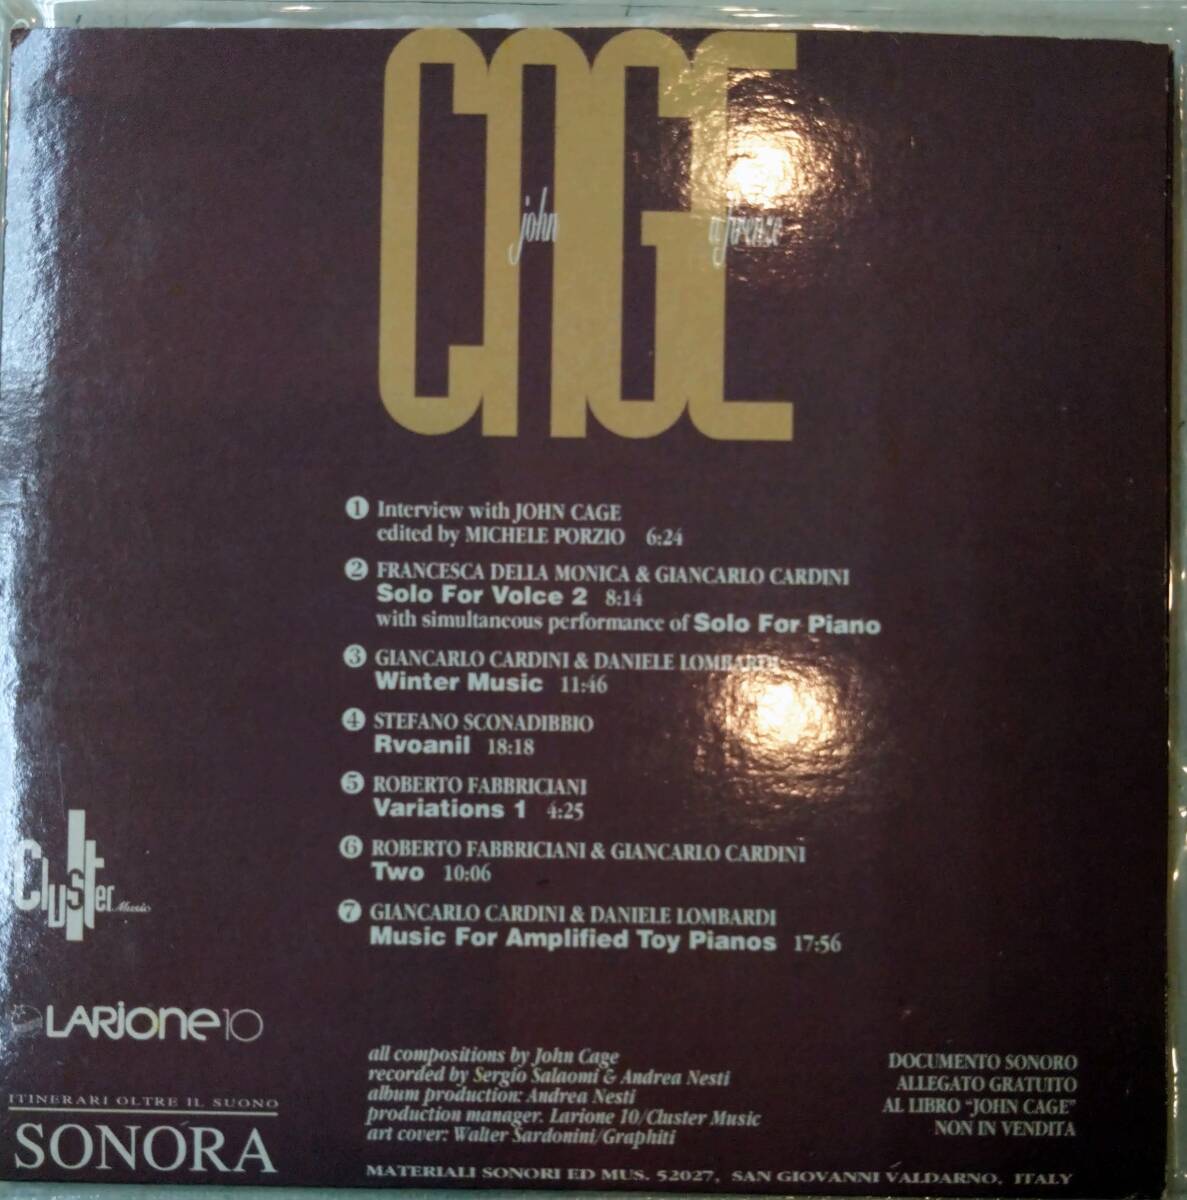 CAGE
john a firenze
1 Interview with JOHN CAGE
edited by MICHELE PORZIO 6:24
2 FRANCESCA DELLA MONICA & GIANCARLO CARDINI
Solo For Voice 2 8:14
with simultaneous performance of Solo For Piano
3 GIANCARLO CARDINI & DANIELE LOMBARDI
Winter Music 11:46
4 STEFANO SCONADIBBIO
Rvoanil 18:18
5 ROBERTO FABBRICIANI
Variations 1 4:25
6 ROBERTO FABBRICIANI & GIANCARLO CARDINI
Two 10:06
7 GIANCARLO CARDINI & DANIELE LOMBARDI
Music For Amplified Toy Pianos 17:56
Cluster Music
LARIONE 10
ITINERARI OLTRE IL SUONO
SONORA
all compositions by John Cage
recorded by Sergio Salaomi & Andrea Nesti
album production: Andrea Nesti
production manager. Larione 10/Cluster Music
art cover: Walter Sardonini/Graphiti
DOCUMENTO SONORO
ALLEGATO GRATUITO
AL LIBRO "JOHN CAGE"
NON IN VENDITA
MATERIALI SONORI ED MUS. 52027, SAN GIOVANNI VALDARNO, ITALY